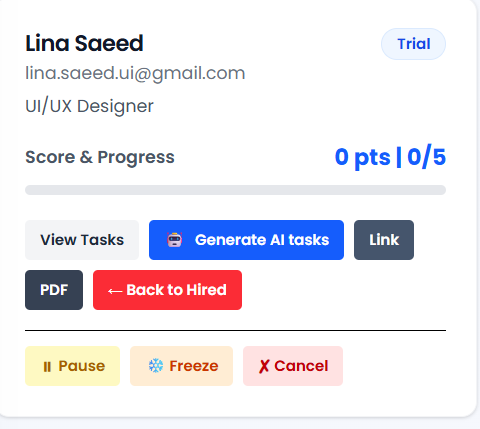 Lina Saeed
Trial
lina.saeed.ui@gmail.com
UI/UX Designer
Score & Progress
0 pts | 0/5
View Tasks
🤖 Generate AI tasks
Link
PDF
← Back to Hired
⏸ Pause
❄️ Freeze
✗ Cancel